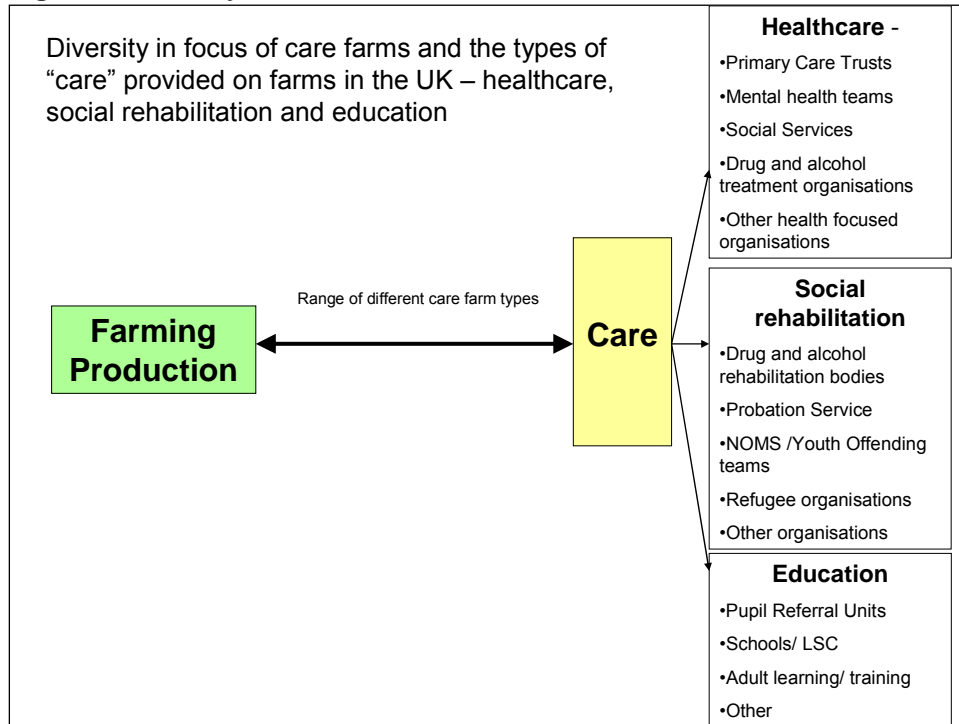 Diversity in focus of care farms and the types of
“care” provided on farms in the UK – healthcare,
social rehabilitation and education
Range of different care farm types
Farming
Production
Care
Healthcare -
•Primary Care Trusts
•Mental health teams
•Social Services
•Drug and alcohol
treatment organisations
•Other health focused
organisations
Social
rehabilitation
•Drug and alcohol
rehabilitation bodies
•Probation Service
•NOMS /Youth Offending
teams
•Refugee organisations
•Other organisations
Education
•Pupil Referral Units
•Schools/ LSC
•Adult learning/ training
•Other